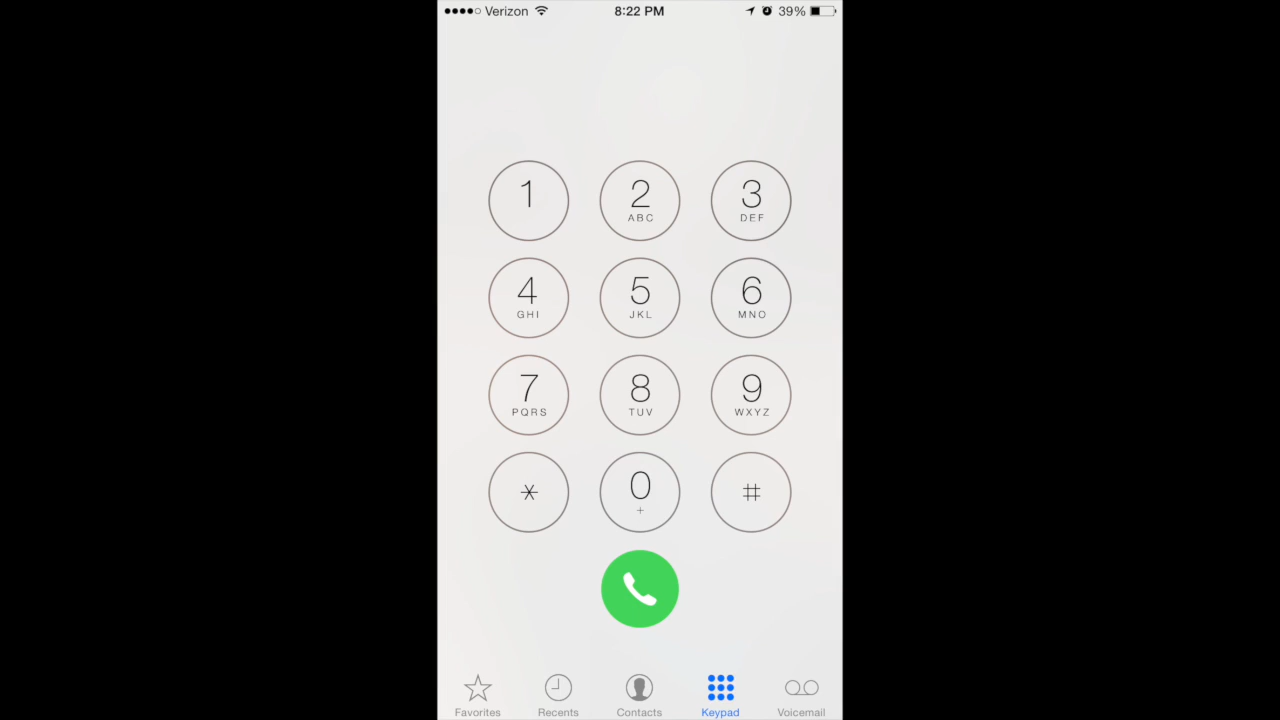 Verizon 8:22 PM 39%
1 2 3
ABC DEF
4 5 6
GHI JKL MNO
7 8 9
PQRS TUV WXYZ
* 0 #
+
Favorites Recents Contacts Keypad Voicemail